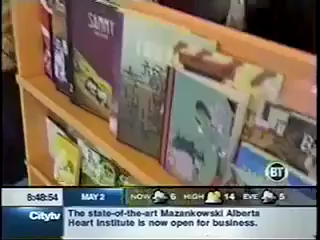 SAMMY
BT
8:48:54 MAY 2 NOW 6 HIGH 14 EVE 5
Citytv
The state-of-the-art Mazankowski Alberta
Heart Institute is now open for business.